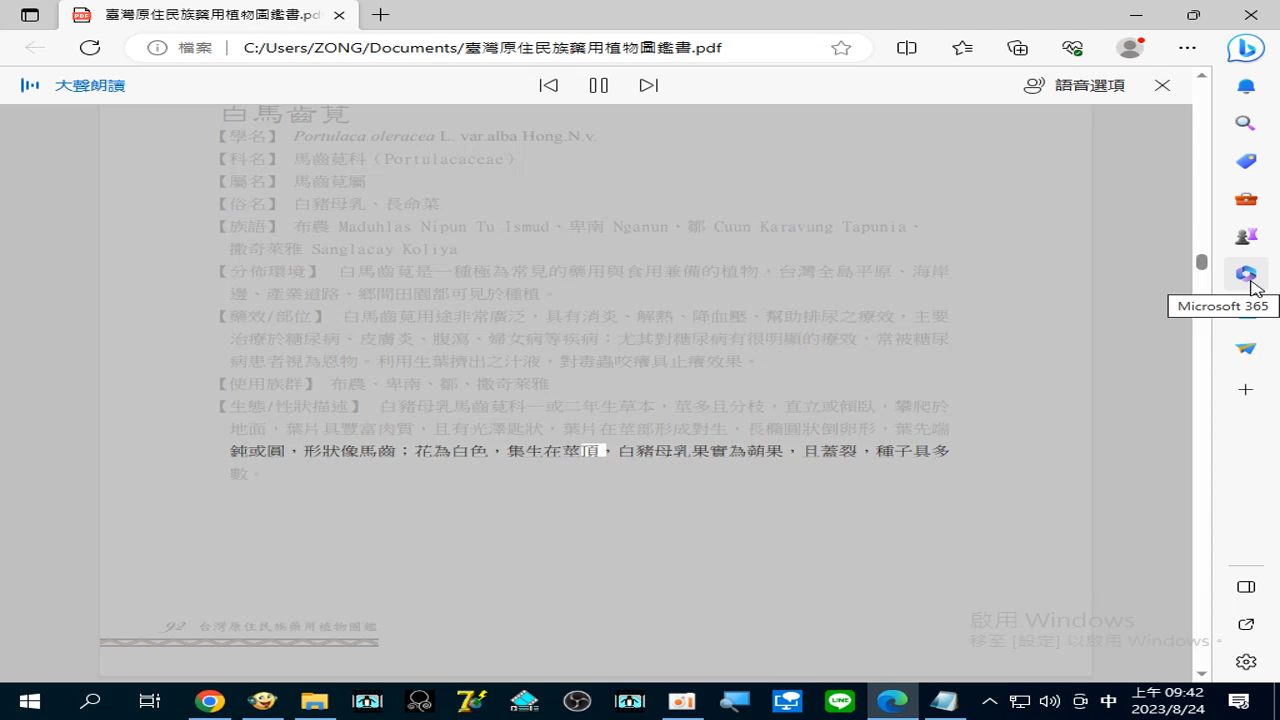 臺灣原住民族藥用植物圖鑑書.pdf
檔案 C:/Users/ZONG/Documents/臺灣原住民族藥用植物圖鑑書.pdf
大聲朗讀
語音選項
白馬齒莧
【學名】 Portulaca oleracea L. var.alba Hong.N.v.
【科名】 馬齒莧科（Portulacaceae）
【屬名】 馬齒莧屬
【俗名】 白豬母乳、長命菜
【族語】 布農 Maduhlas Nipun Tu Ismud、卑南 Nganun、鄒 Cuun Karavung Tapunia、
撒奇萊雅 Sanglacay Koliya
【分佈環境】 白馬齒莧是一種極為常見的藥用與食用兼備的植物，台灣全島平原、海岸
邊、產業道路、鄉間田園都可見於種植。
【藥效/部位】 白馬齒莧用途非常廣泛，具有消炎、解熱、降血壓、幫助排尿之療效，主要
治療於糖尿病、皮膚炎、腹瀉、婦女病等疾病；尤其對糖尿病有很明顯的療效，常被糖尿
病患者視為恩物。利用生葉擠出之汁液，對毒蟲咬癢具止癢效果。
【使用族群】 布農、卑南、鄒、撒奇萊雅
【生態/性狀描述】 白豬母乳馬齒莧科一或二年生草本，莖多且分枝，直立或傾臥，攀爬於
地面，葉片具豐富肉質，且有光澤匙狀，葉片在莖部形成對生，長橢圓狀倒卵形，葉先端
鈍或圓，形狀像馬齒；花為白色，集生在莖頂，白豬母乳果實為蒴果，且蓋裂，種子具多
數。
92 台灣原住民族藥用植物圖鑑
Microsoft 365
啟用 Windows
移至 [設定] 以啟用 Windows。
中
上午 09:42
2023/8/24